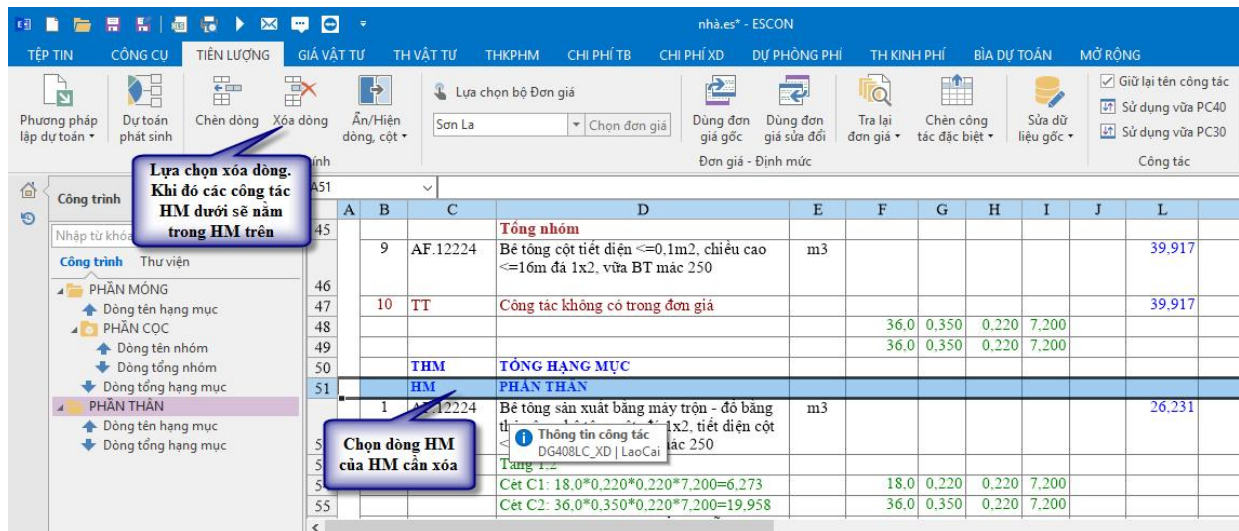 nhà.es* - ESCON
TỆP TIN CÔNG CỤ TIÊN LƯỢNG GIÁ VẬT TƯ TH VẬT TƯ THKPHM CHI PHÍ TB CHI PHÍ XD DỰ PHÒNG PHÍ TH KINH PHÍ BÌA DỰ TOÁN MỞ RỘNG
Phương pháp
lập dự toán
Dự toán
phát sinh
Chèn dòng
Xóa dòng
Ẩn/Hiện
dòng, cột
Lựa chọn bộ Đơn giá
Sơn La
Chọn đơn giá
Dùng đơn
giá gốc
Dùng đơn
giá sửa đổi
Tra lại
đơn giá
Chèn công
tác đặc biệt
Sửa dữ
liệu gốc
Giữ lại tên công tác
Sử dụng vữa PC40
Sử dụng vữa PC30
ính
Đơn giá - Định mức
Công tác
Lựa chọn xóa dòng.
Khi đó các công tác
HM dưới sẽ nằm
trong HM trên
Công trình
Nhập từ khóa
Công trình Thư viện
PHẦN MÓNG
Dòng tên hạng mục
PHẦN CỌC
Dòng tên nhóm
Dòng tổng nhóm
Dòng tổng hạng mục
PHẦN THÂN
Dòng tên hạng mục
Dòng tổng hạng mục
A51
A B C D E F G H I J L
45 Tổng nhóm
9 AF.12224 Bê tông cột tiết diện <=0,1m2, chiều cao m3 39,917
<=16m đá 1x2, vữa BT mác 250
46
47 10 TT Công tác không có trong đơn giá 39,917
48 36,0 0,350 0,220 7,200
49 36,0 0,350 0,220 7,200
50 THM TỔNG HẠNG MỤC
51 HM PHẦN THÂN
1 AF.12224 Bê tông sản xuất bằng máy trộn - đổ bằng m3 26,231
1x2, tiết diện cột
mác 250
Thông tin công tác
DG408LC_XD | LaoCai
Chọn dòng HM
của HM cần xóa
Tầng 1,2
Cét C1: 18,0*0,220*0,220*7,200=6,273 18,0 0,220 0,220 7,200
55 Cét C2: 36,0*0,350*0,220*7,200=19,958 36,0 0,350 0,220 7,200